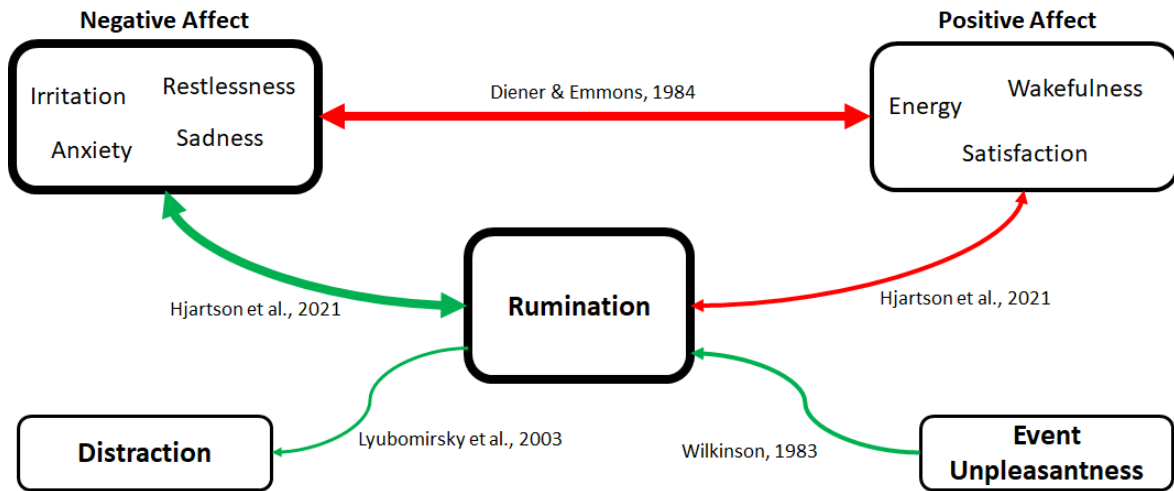 Negative Affect
Positive Affect
Irritation
Restlessness
Anxiety
Sadness
Diener & Emmons, 1984
Energy
Wakefulness
Satisfaction
Hjartson et al., 2021
Rumination
Hjartson et al., 2021
Distraction
Lyubomirsky et al., 2003
Wilkinson, 1983
Event
Unpleasantness